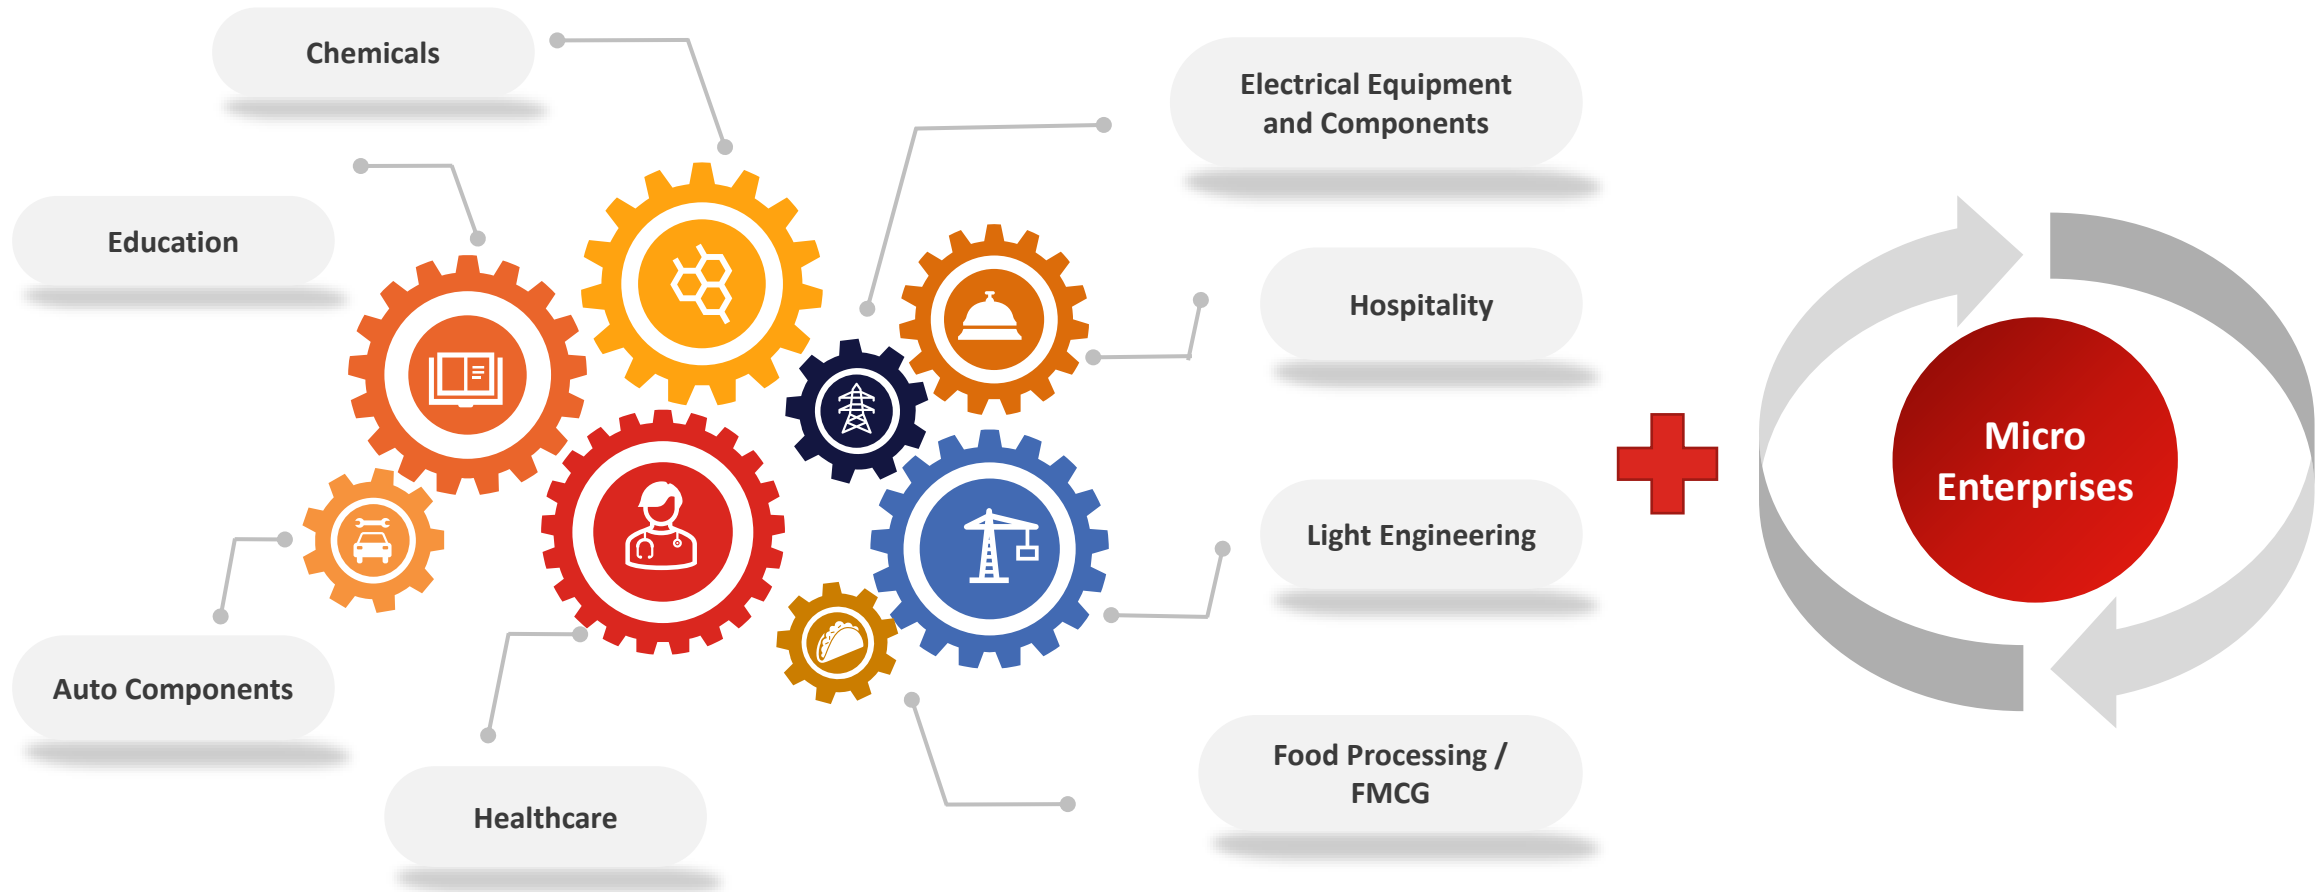 Chemicals
Education
Auto Components
Healthcare
Electrical Equipment
and Components
Hospitality
Light Engineering
Food Processing /
FMCG
Micro
Enterprises